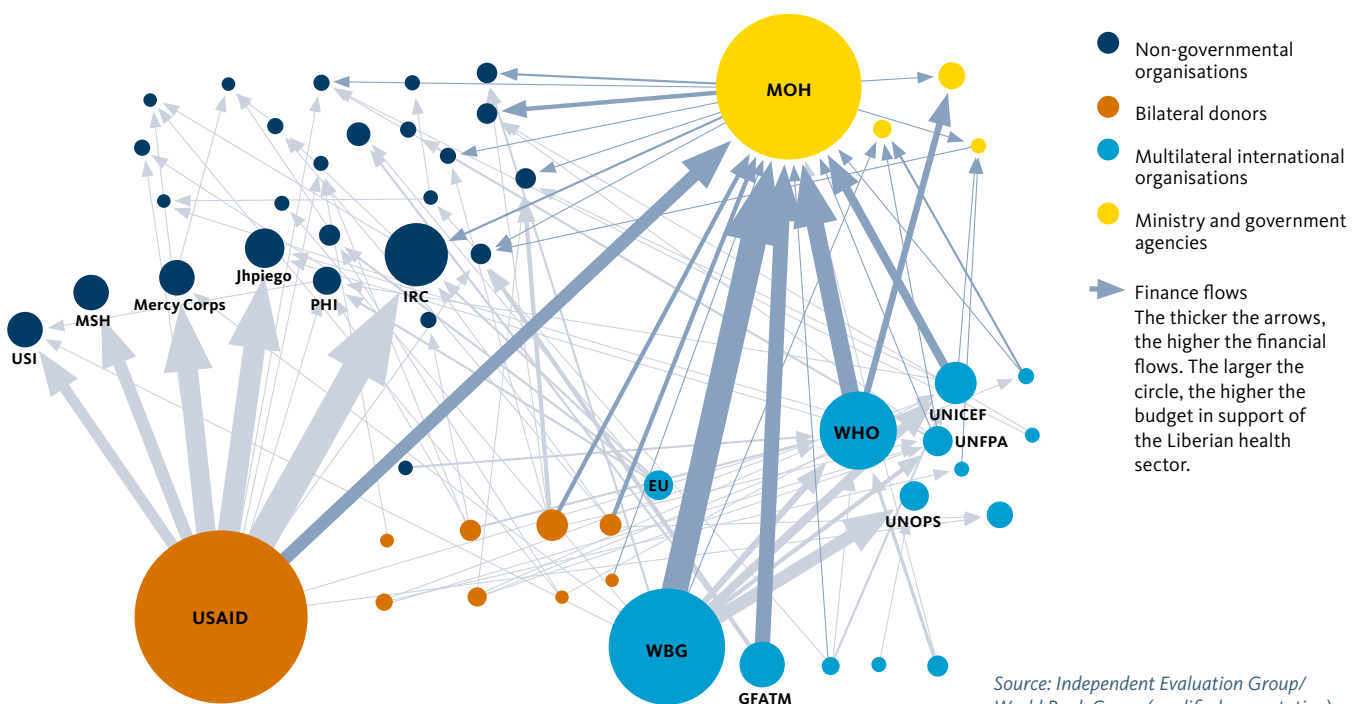 MOH
Jhpiego
Mercy Corps
PHI
IRC
MSH
USI
UNICEF
WHO
UNFPA
EU
UNOPS
USAID
WBG
GFATM
Non-governmental
organisations
Bilateral donors
Multilateral international
organisations
Ministry and government
agencies
Finance flows
The thicker the arrows,
the higher the financial
flows. The larger the
circle, the higher the
budget in support of
the Liberian health
sector.
Source: Independent Evaluation Group/